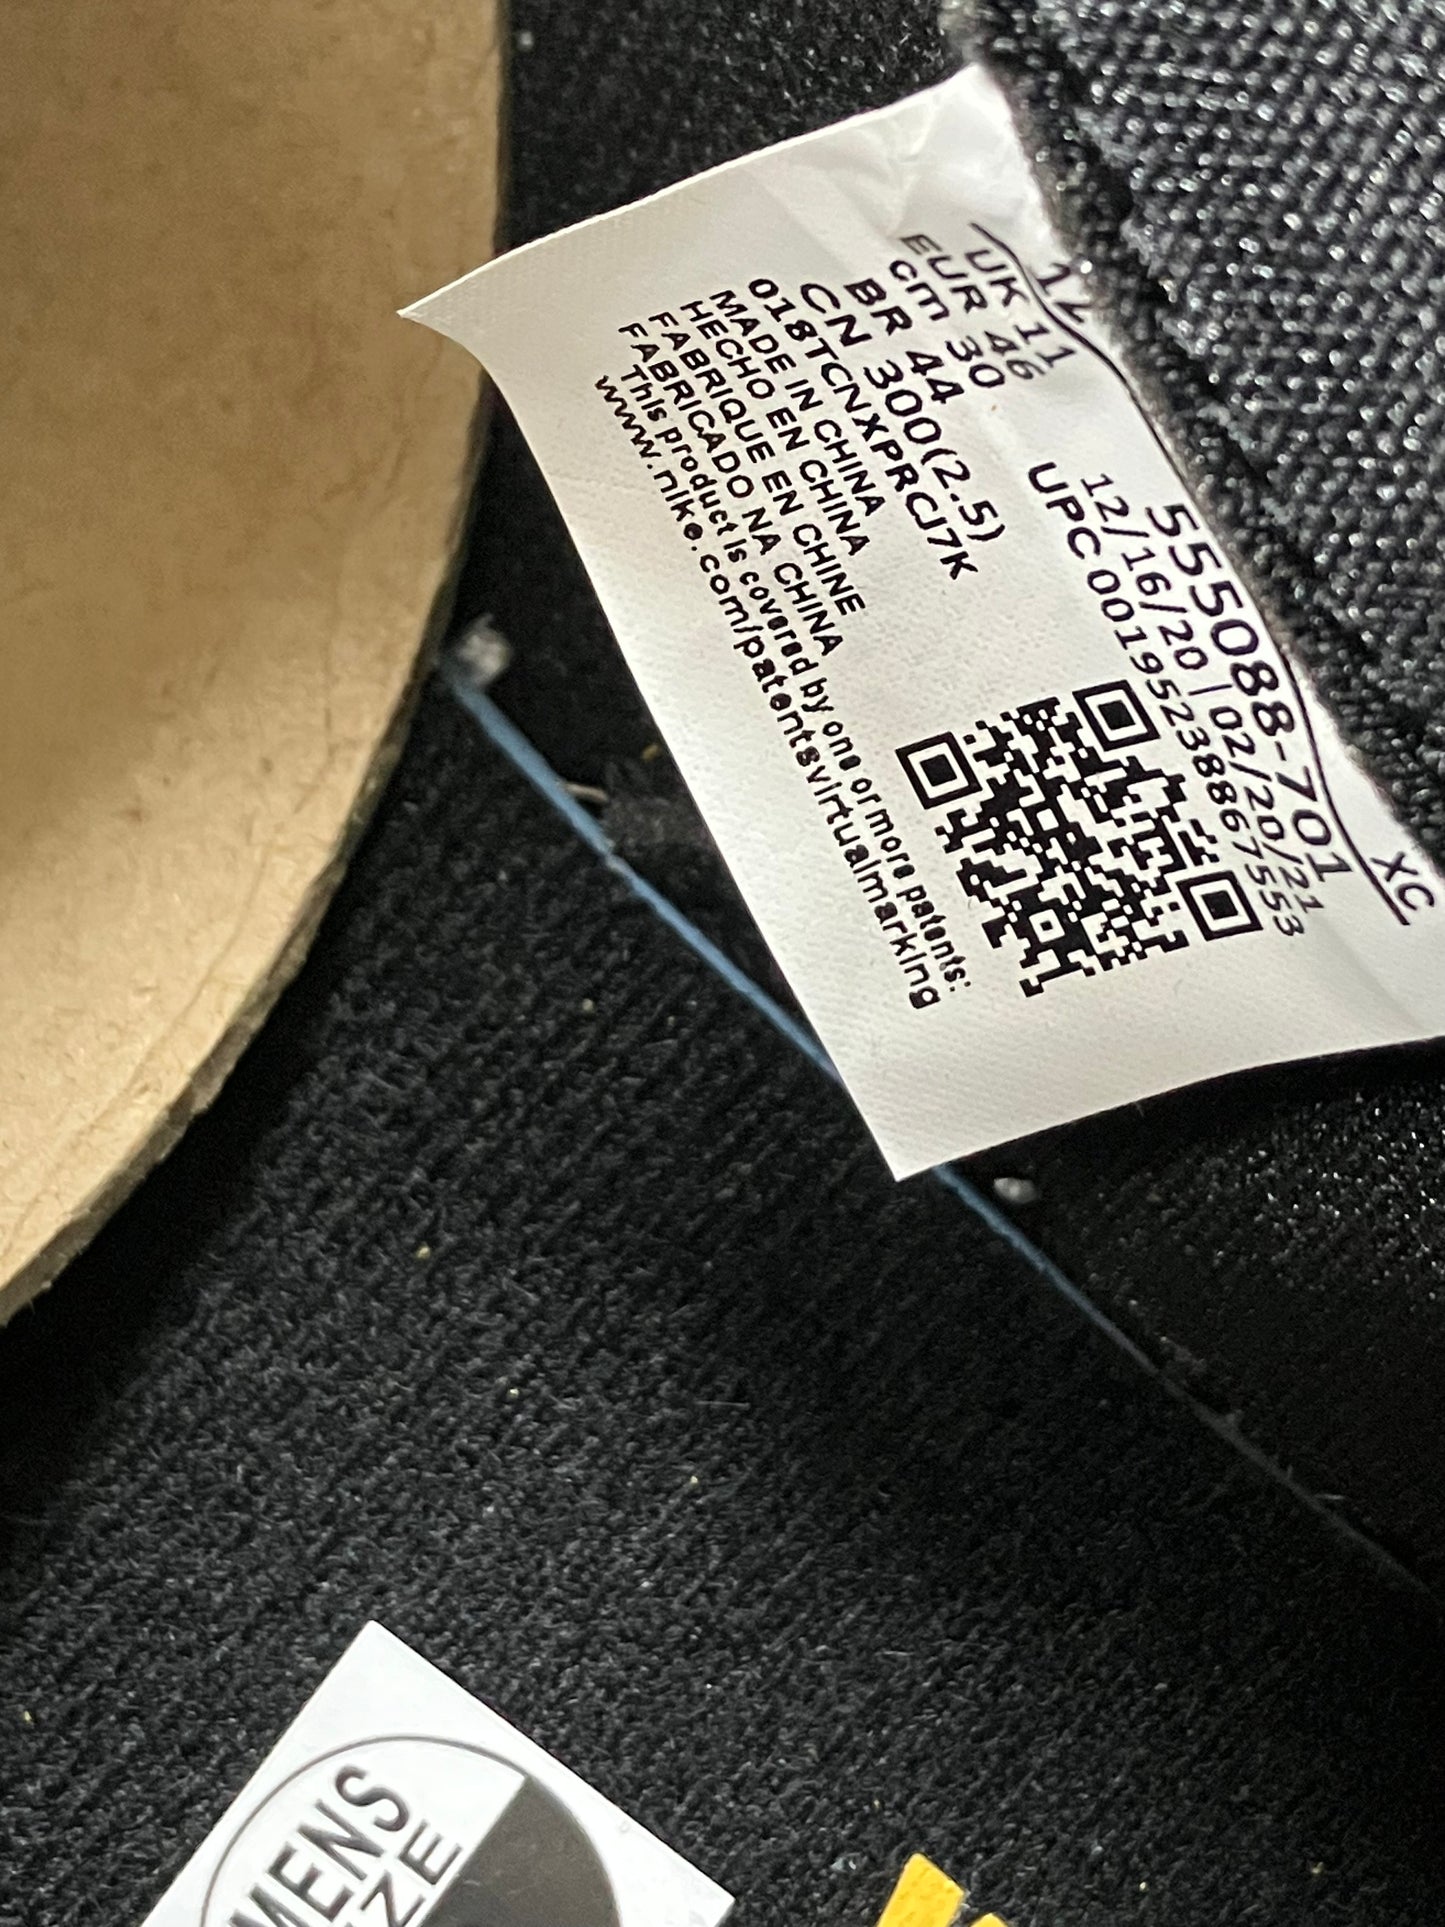 12
UK 11
EUR 46
cm 30
BR 44
CN 300(2.5)
018TCNXPRCJ7K
MADE IN CHINA
HECHO EN CHINA
FABRIQUE EN CHINE
FABRICADO NA CHINA
This product is covered by one or more patents:
www.nike.com/patentsvirtualmarking
XC
555088-701
12/16/20 | 02/20/21
UPC 00195238867553
MENS